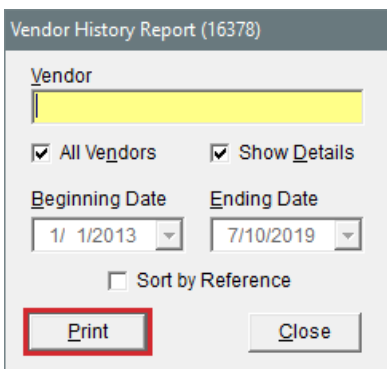 Vendor History Report (16378)
Vendor
All Vendors Show Details
Beginning Date Ending Date
1/ 1/2013 7/10/2019
Sort by Reference
Print Close